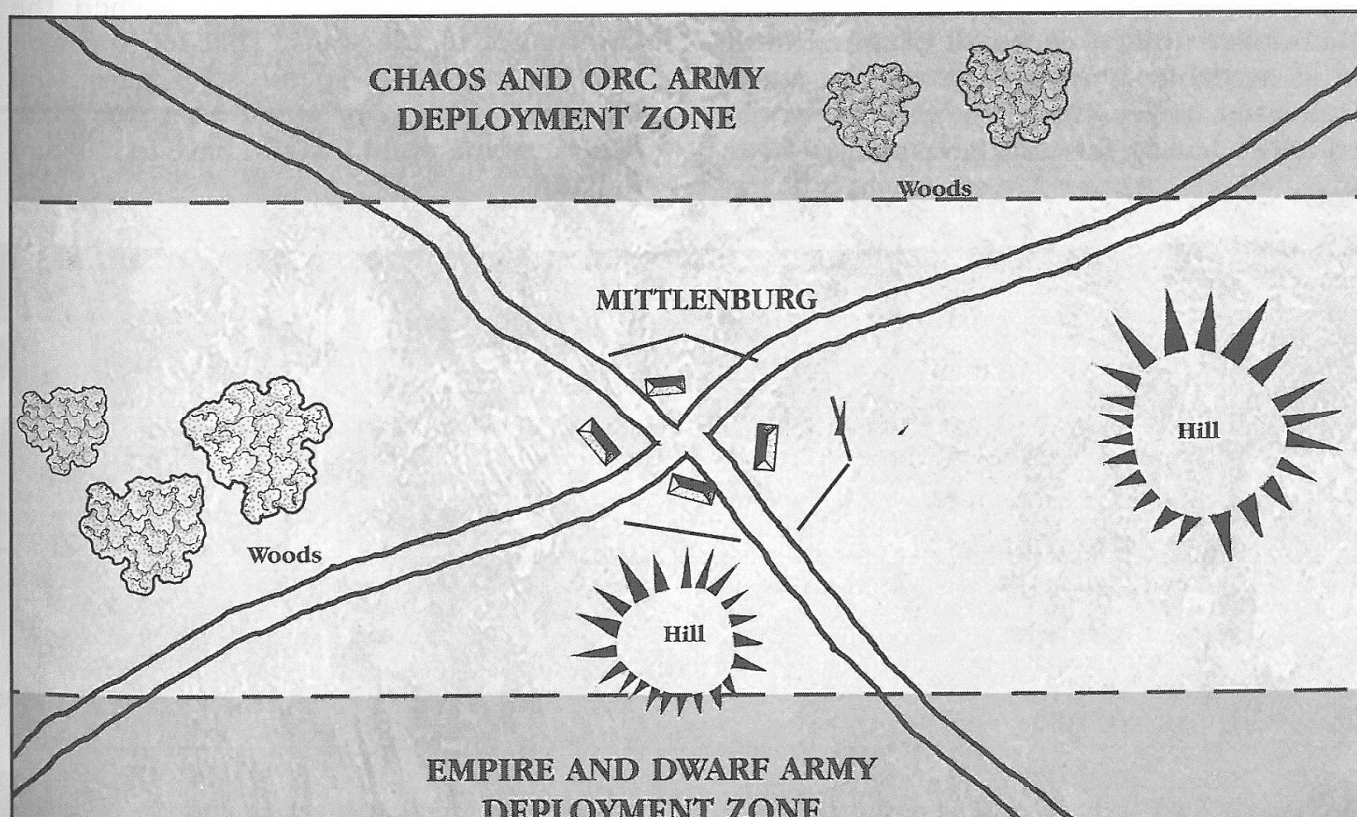 CHAOS AND ORC ARMY
DEPLOYMENT ZONE
Woods
MITTLENBURG
Hill
Woods
Hill
EMPIRE AND DWARF ARMY
DEPLOYMENT ZONE